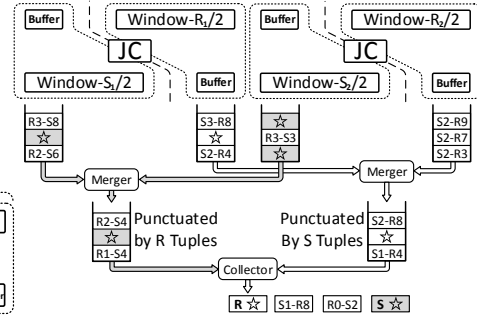 Buffer
Window-R₁/2
Buffer
Window-R₂/2
JC
JC
Window-S₁/2
Buffer
Window-S₂/2
Buffer
R3-S8
☆
R2-S6
S3-R8
☆
S2-R4
☆
R3-S3
☆
S2-R9
S2-R7
S2-R3
Merger
Merger
R2-S4
☆
R1-S4
Punctuated
by R Tuples
Punctuated
By S Tuples
S2-R8
☆
S1-R4
Collector
R ☆
S1-R8
R0-S2
S ☆